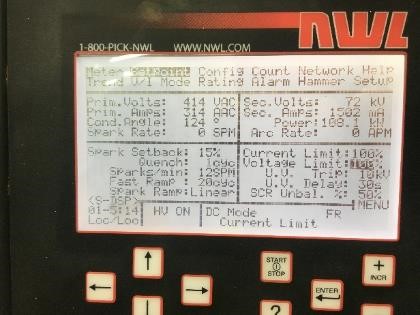 NWL
1-800-PICK-NWL WWW.NWL.COM
Meter SetPoint Config Count Network Help
Trend V/I Mode Rating Alarm Hammer Setup
Prim.Volts: 414 VAC Sec.Volts: 72 kV
Prim. Amps: 314 AAC Sec. Amps: 1502 mA
Cond.Angle: 124 ° Power:108.1 kW
Spark Rate: 0 SPM Arc Rate: 0 APM
Spark Setback: 15% Current Limit:100%
Quench: 1cyc Voltage Limit:
Sparks/min: 12SPM U.V. Trip: 10kV
Fast Ramp : 20cyc U.V. Delay: 30s
Spark Ramp:Linear SCR Unbal. %: 50%
<S-DSP> MENU
01-5:14 HV ON DC Mode FR
Loc/Loc Current Limit
START
STOP
+
INCR
ENTER
?